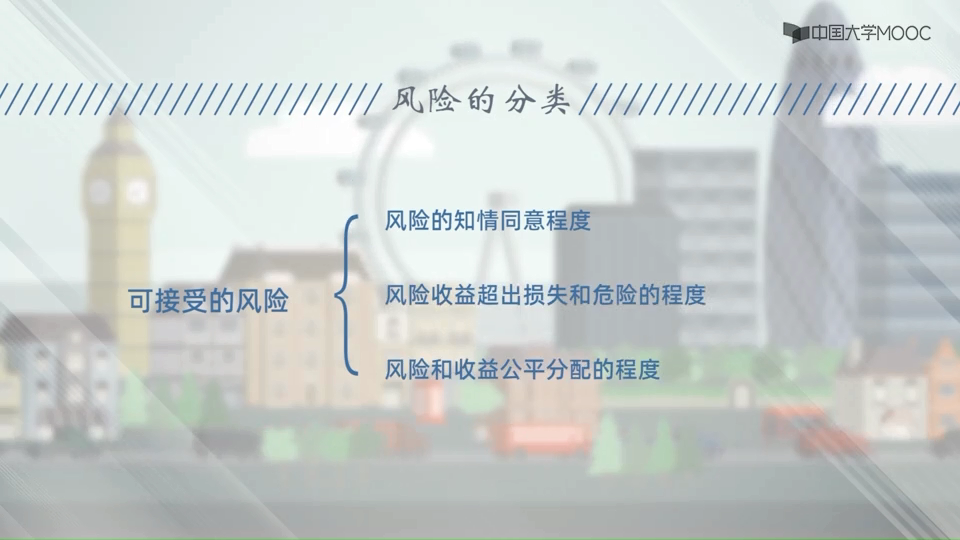 中国大学MOOC
风险的分类
风险的知情同意程度
可接受的风险
风险收益超出损失和危险的程度
风险和收益公平分配的程度